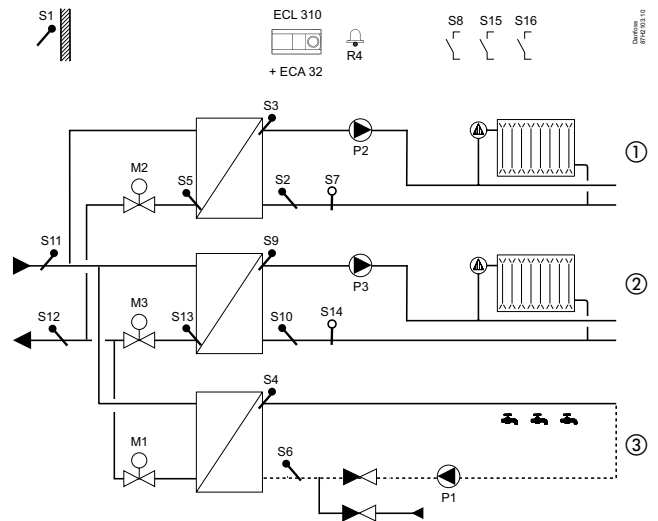 S1
ECL 310
+ ECA 32
R4
S8 S15 S16
Danfoss
87H2103.10
S3
P2
M2
S5
S2
S7
①
S11
S9
P3
S12
M3
S13
S10
S14
②
S4
M1
S6
P1
③